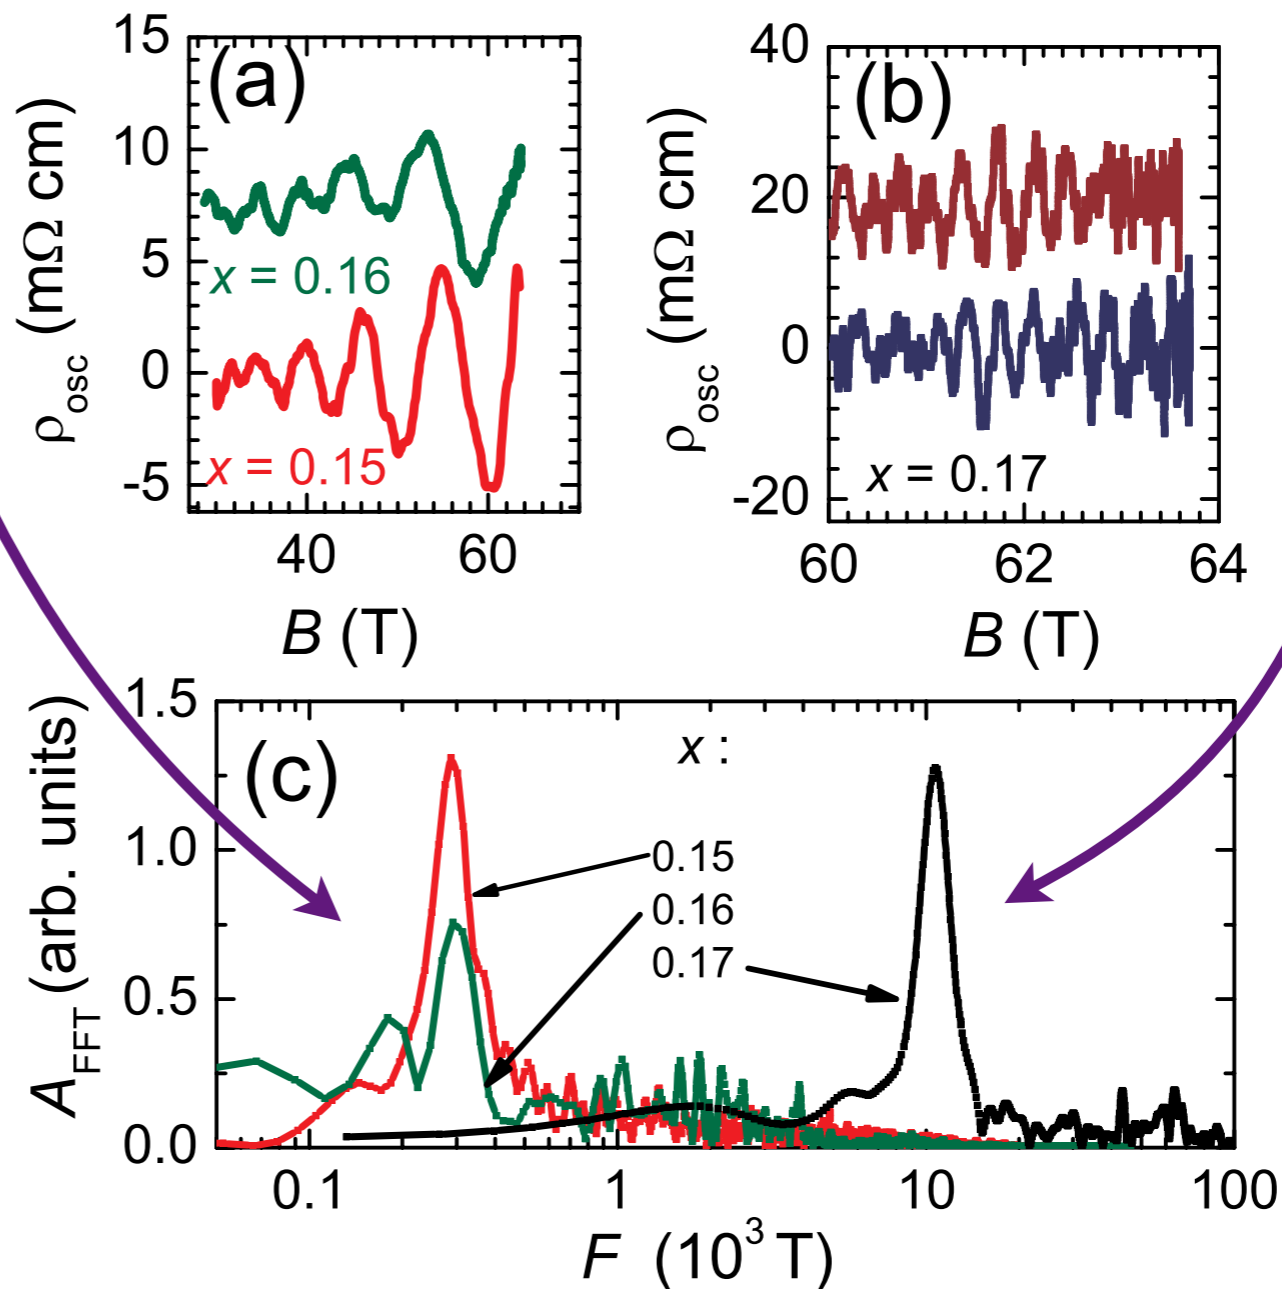 (a)
15
10
5
0
-5
ρosc (mΩ cm)
x = 0.16
x = 0.15
40 60
B (T)
(b)
40
20
0
-20
ρosc (mΩ cm)
x = 0.17
60 62 64
B (T)
(c)
1.5
1.0
0.5
0.0
AFFT (arb. units)
x :
0.15
0.16
0.17
0.1 1 10 100
F (10³ T)